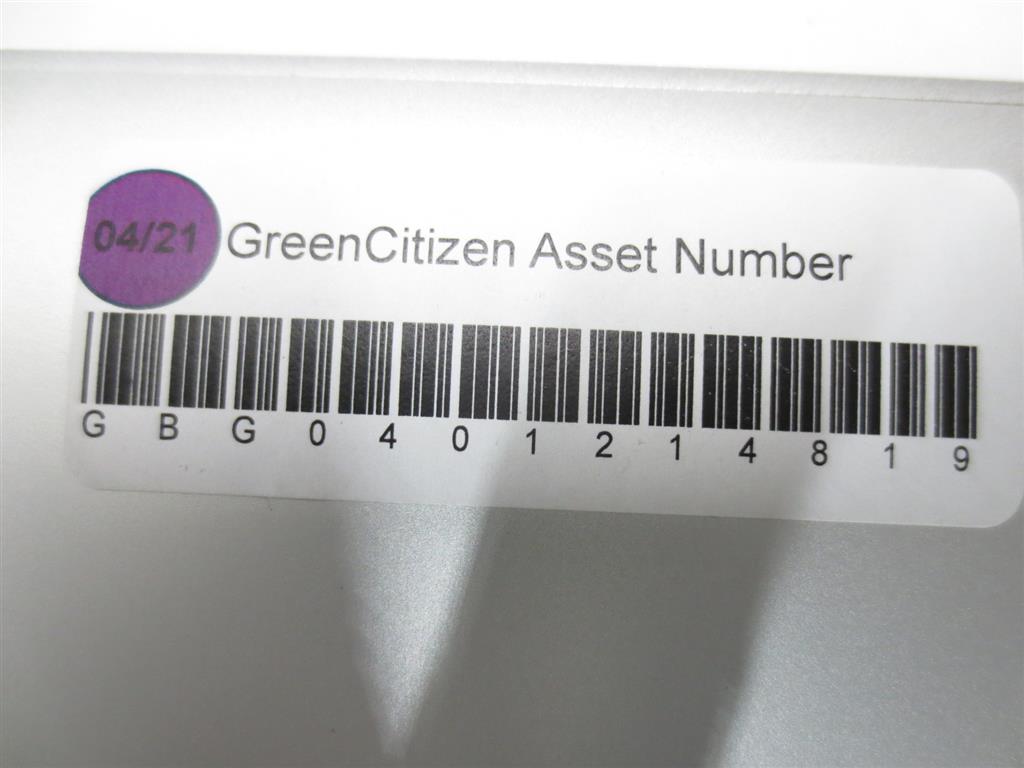 04/21 GreenCitizen Asset Number
G B G 0 4 0 1 2 1 4 8 1 9